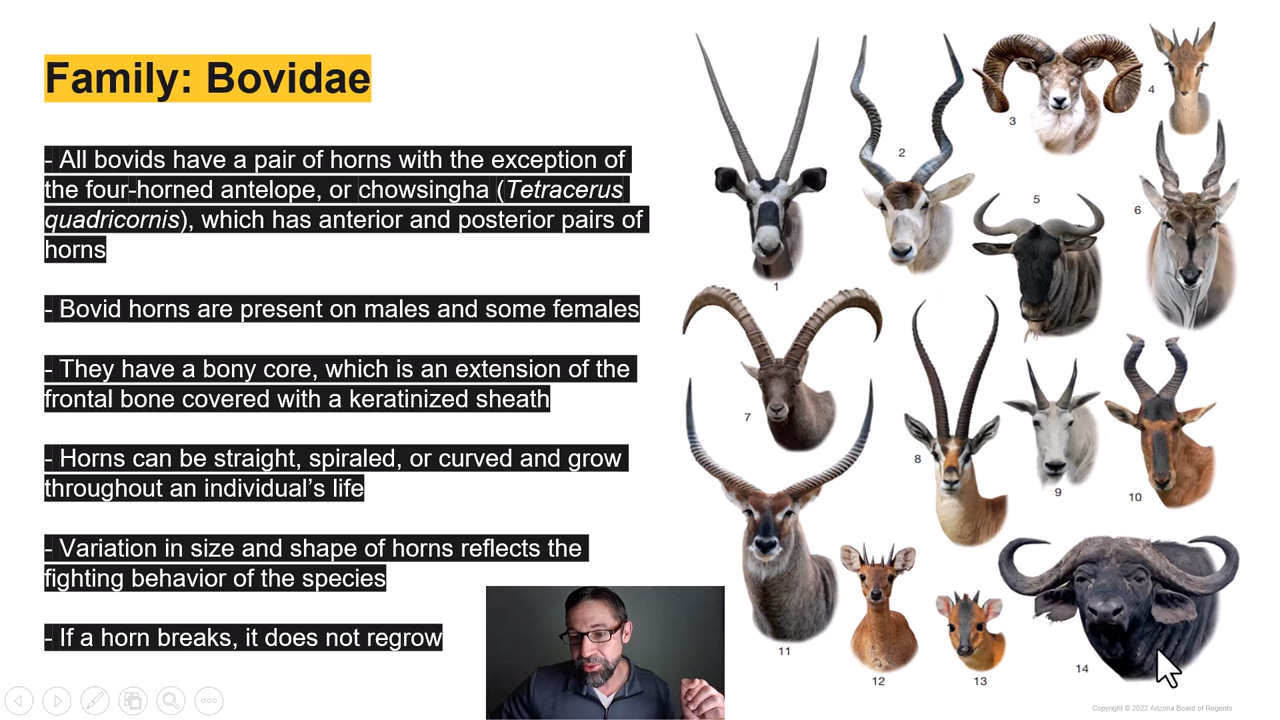 Family: Bovidae
- All bovids have a pair of horns with the exception of
the four-horned antelope, or chowsingha (Tetracerus
quadricornis), which has anterior and posterior pairs of
horns
- Bovid horns are present on males and some females
- They have a bony core, which is an extension of the
frontal bone covered with a keratinized sheath
- Horns can be straight, spiraled, or curved and grow
throughout an individual’s life
- Variation in size and shape of horns reflects the
fighting behavior of the species
- If a horn breaks, it does not regrow
1
2
3
4
5
6
7
8
9
10
11
12
13
14
Copyright © 2022 Arizona Board of Regents